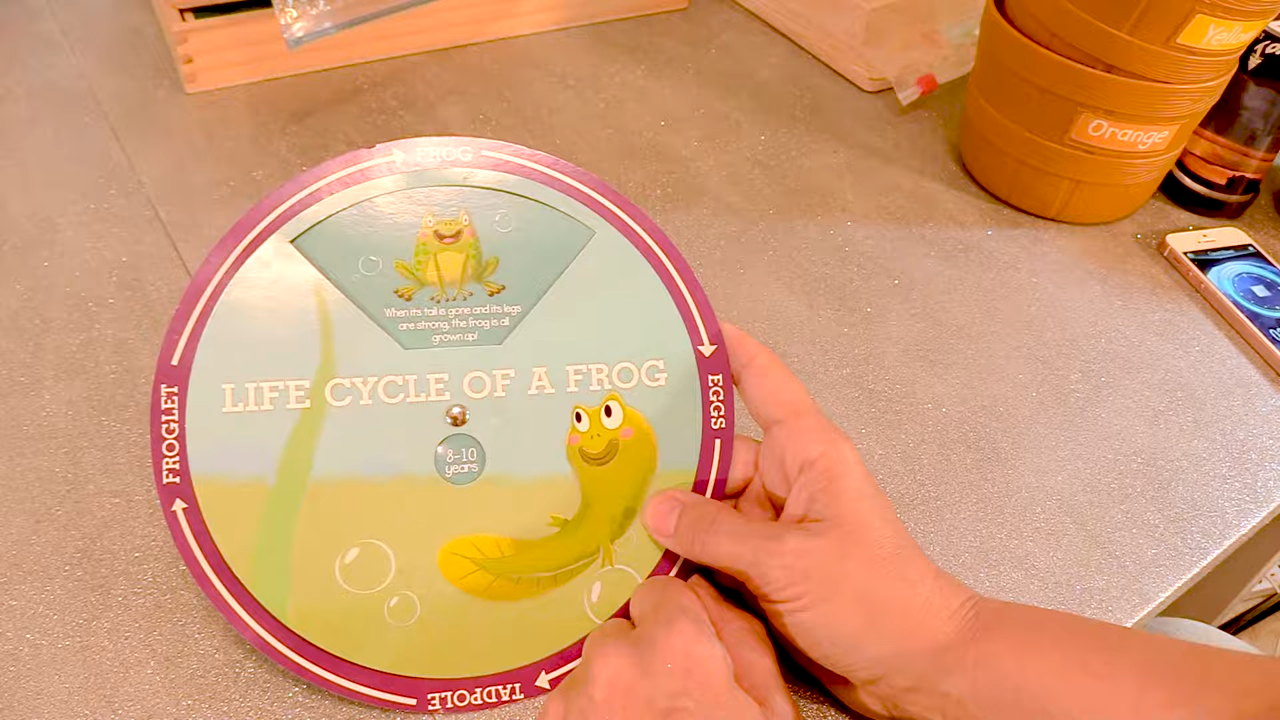 FROG
When its tail is gone and its legs
are strong, the frog is all
grown up!
LIFE CYCLE OF A FROG
8-10
years
EGGS
TADPOLE
FROGLET
Yellow
Orange